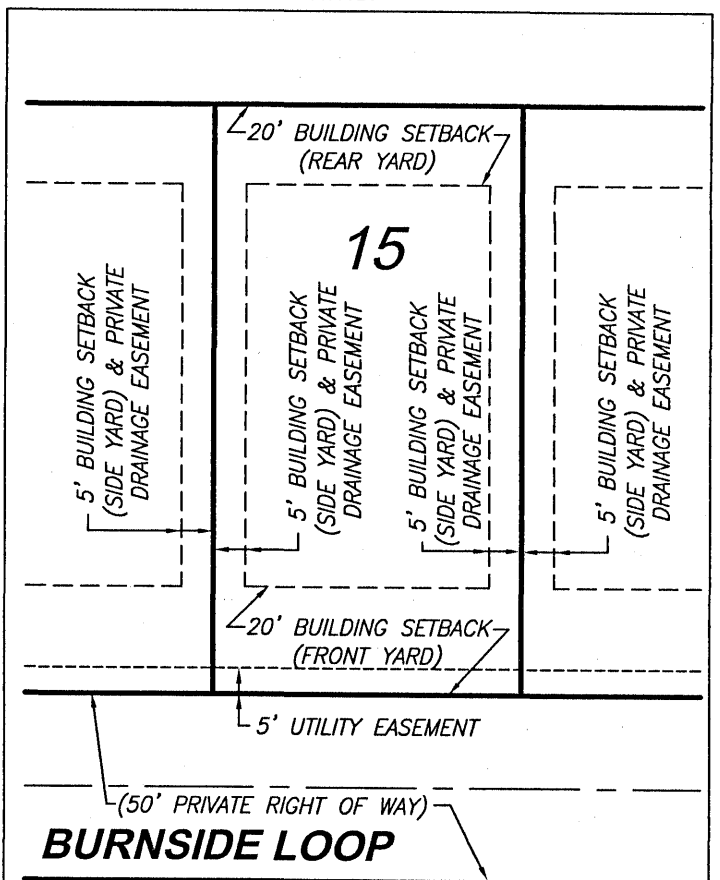 20' BUILDING SETBACK
(REAR YARD)
15
5' BUILDING SETBACK
(SIDE YARD) & PRIVATE
DRAINAGE EASEMENT
5' BUILDING SETBACK
(SIDE YARD) & PRIVATE
DRAINAGE EASEMENT
5' BUILDING SETBACK
(SIDE YARD) & PRIVATE
DRAINAGE EASEMENT
5' BUILDING SETBACK
(SIDE YARD) & PRIVATE
DRAINAGE EASEMENT
20' BUILDING SETBACK
(FRONT YARD)
5' UTILITY EASEMENT
(50' PRIVATE RIGHT OF WAY)
BURNSIDE LOOP